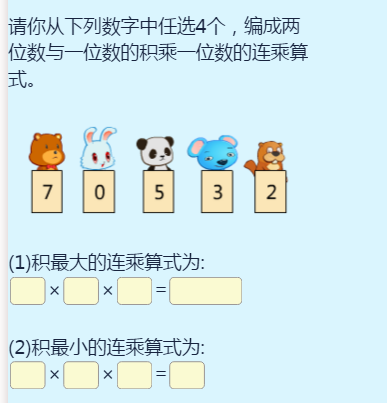 请你从下列数字中任选4个，编成两
位数与一位数的积乘一位数的连乘算
式。
7 0 5 3 2
(1)积最大的连乘算式为:
××=
(2)积最小的连乘算式为:
××=